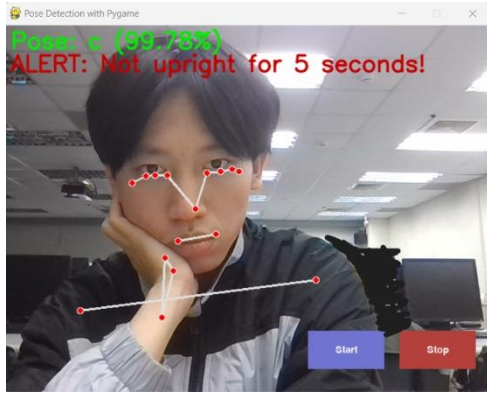 Pose Detection with Pygame
Pose: c (99.78%)
ALERT: Not upright for 5 seconds!
Start
Stop